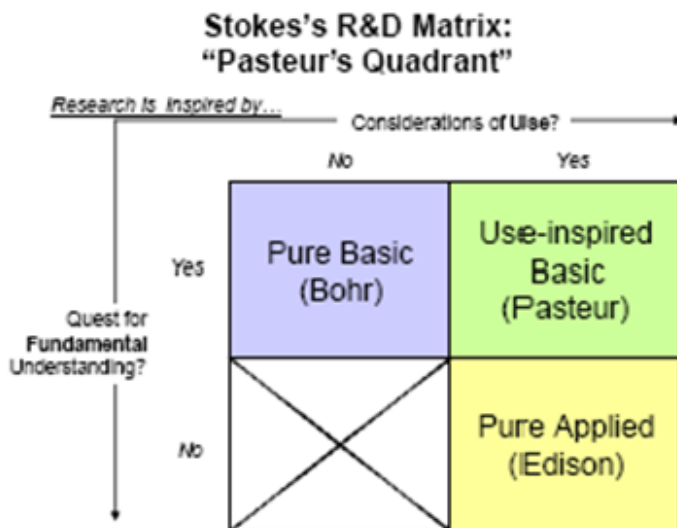 Stokes's R&D Matrix:
"Pasteur's Quadrant"
Research is Inspired by...
Considerations of Use?
No
Yes
Yes
Pure Basic
(Bohr)
Use-inspired
Basic
(Pasteur)
Quest for
Fundamental
Understanding?
No
Pure Applied
(Edison)